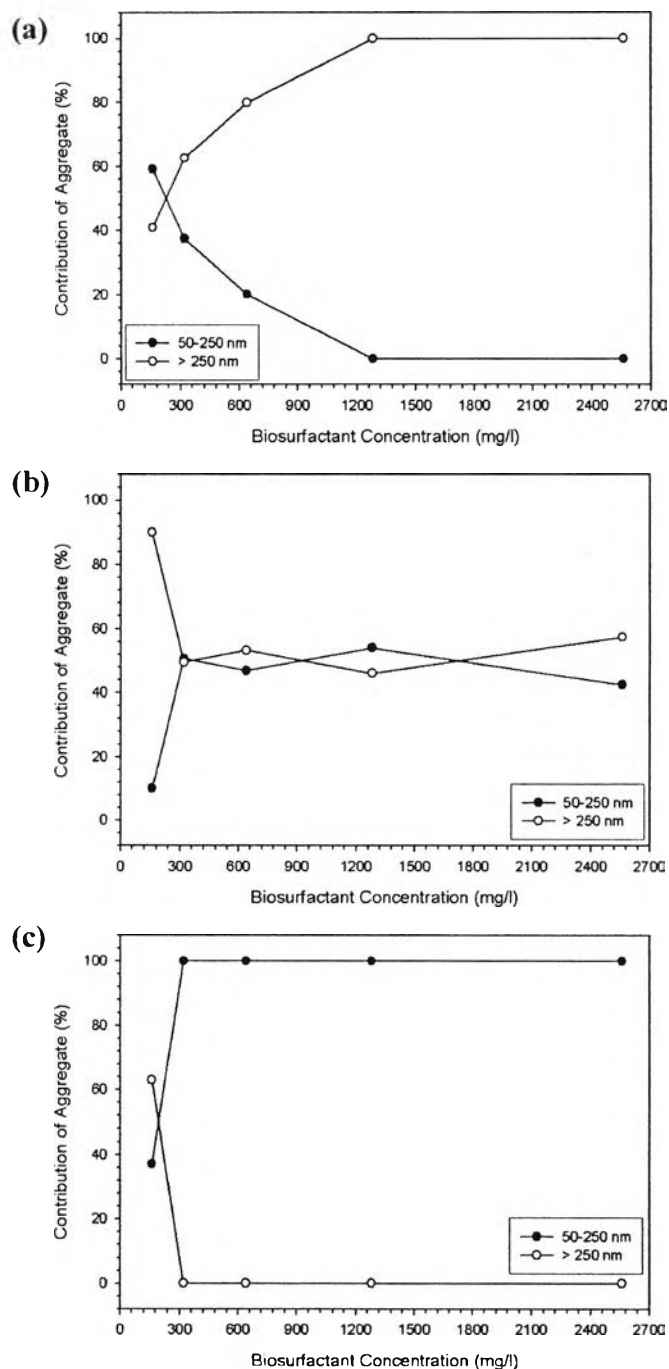 (a)
100
80
60
40
20
0
Contribution of Aggregate (%)
50-250 nm
> 250 nm
0 300 600 900 1200 1500 1800 2100 2400 2700
Biosurfactant Concentration (mg/l)
(b)
100
80
60
40
20
0
Contribution of Aggregate (%)
50-250 nm
> 250 nm
0 300 600 900 1200 1500 1800 2100 2400 2700
Biosurfactant Concentration (mg/l)
(c)
100
80
60
40
20
0
Contribution of Aggregate (%)
50-250 nm
> 250 nm
0 300 600 900 1200 1500 1800 2100 2400 2700
Biosurfactant Concentration (mg/l)